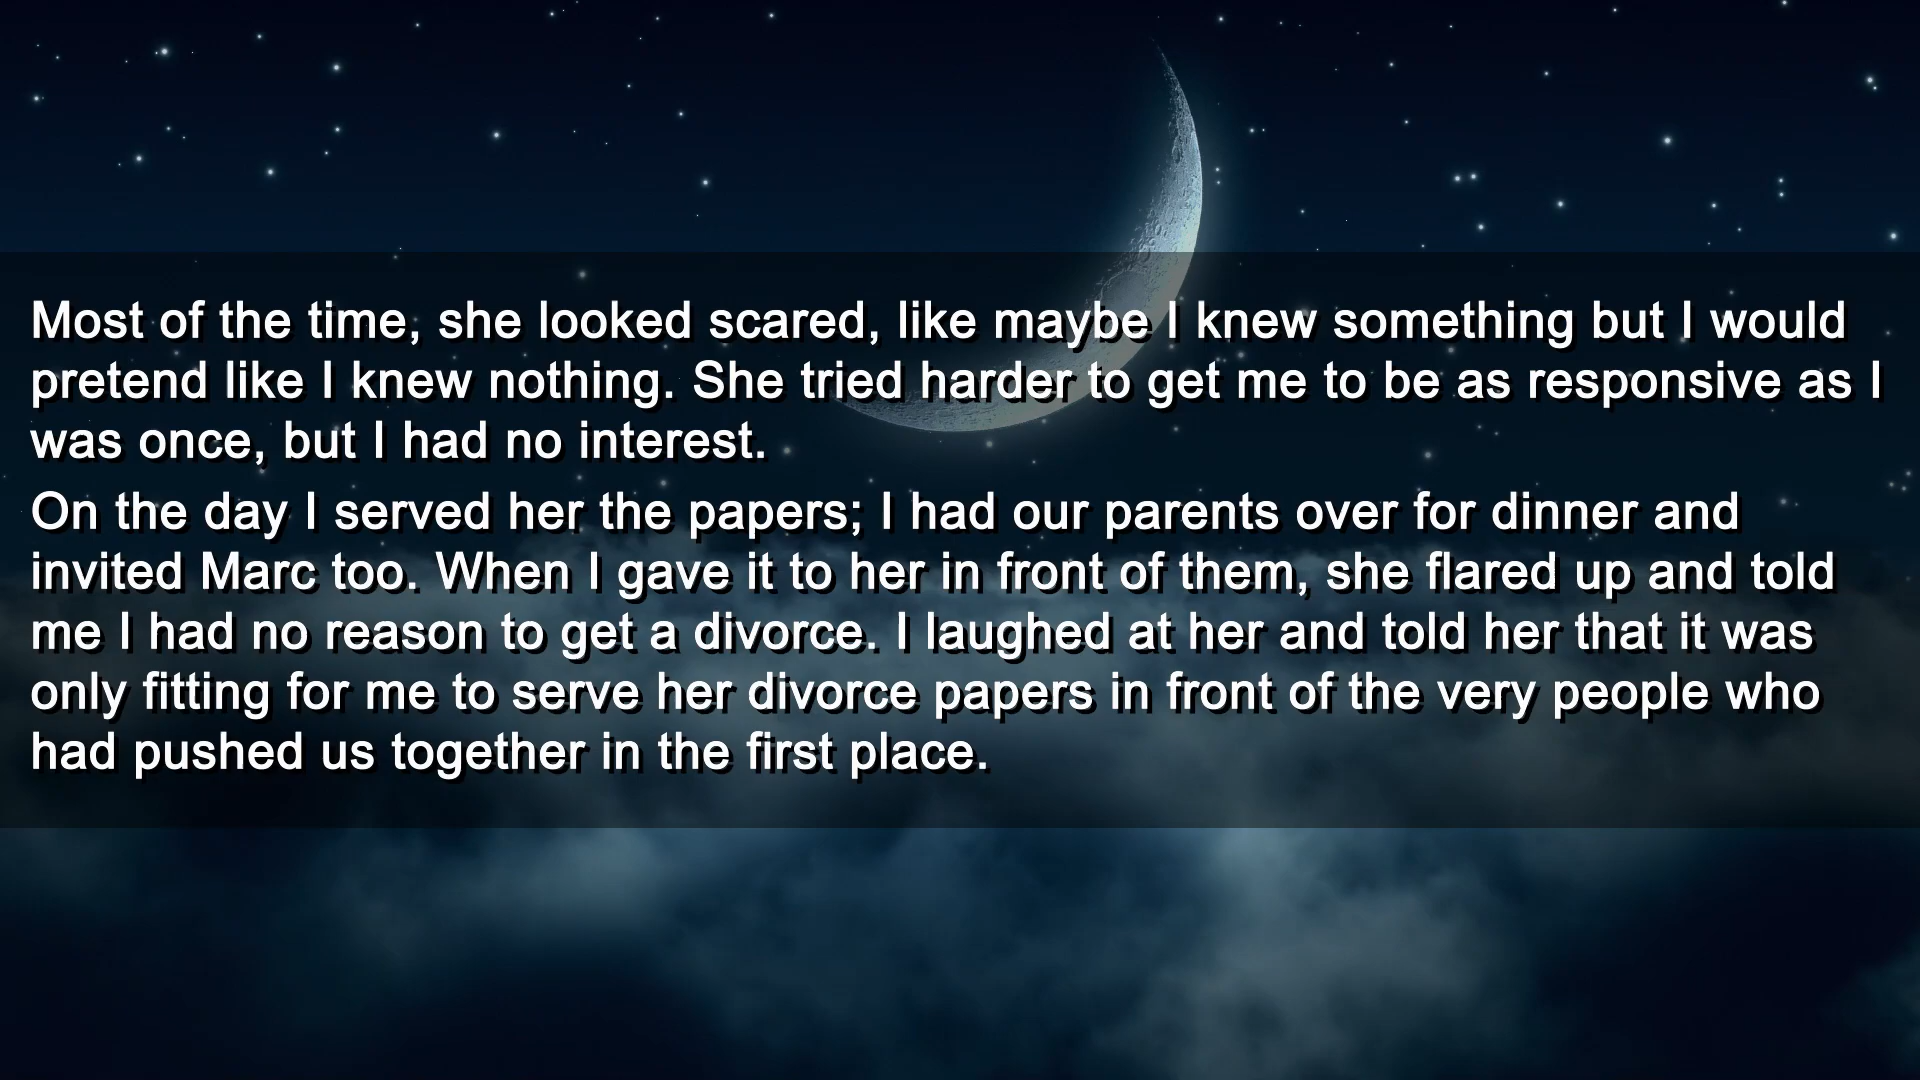 Most of the time, she looked scared, like maybe I knew something but I would
pretend like I knew nothing. She tried harder to get me to be as responsive as I
was once, but I had no interest.
On the day I served her the papers; I had our parents over for dinner and
invited Marc too. When I gave it to her in front of them, she flared up and told
me I had no reason to get a divorce. I laughed at her and told her that it was
only fitting for me to serve her divorce papers in front of the very people who
had pushed us together in the first place.